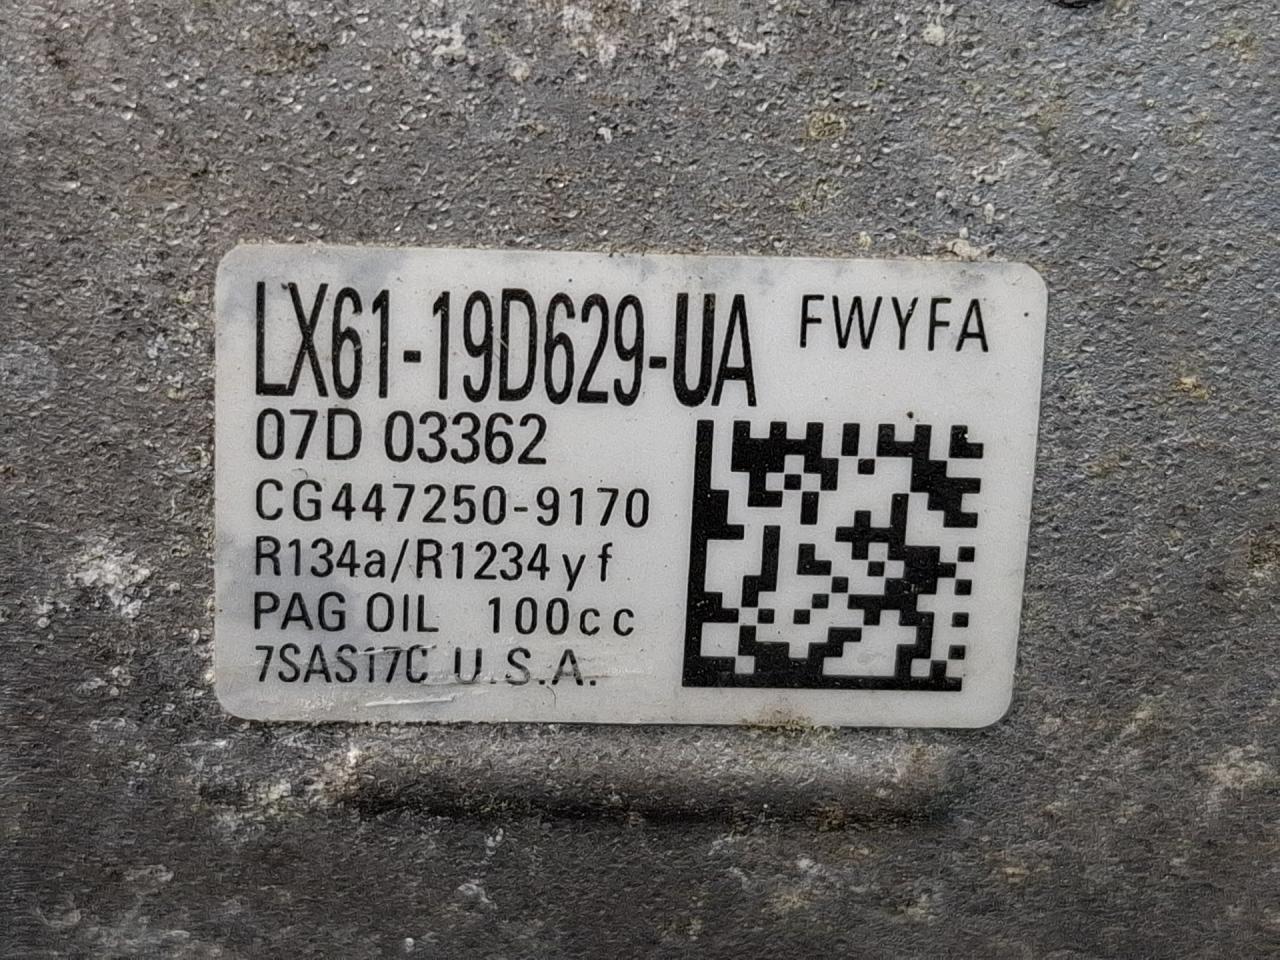 LX61-19D629-UA FWYFA
07D 03362
CG447250-9170
R134a/R1234yf
PAG OIL 100cc
7SAS17C U.S.A.